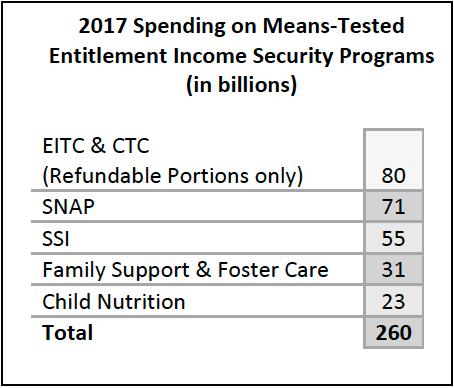 2017 Spending on Means-Tested
Entitlement Income Security Programs
(in billions)
EITC & CTC
(Refundable Portions only) 80
SNAP 71
SSI 55
Family Support & Foster Care 31
Child Nutrition 23
Total 260